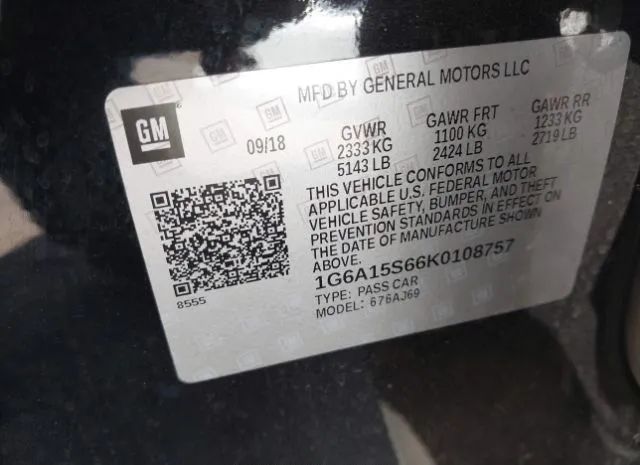 MFD BY GENERAL MOTORS LLC
GM
09/18
GVWR GAWR FRT GAWR RR
2333 KG 1100 KG 1233 KG
5143 LB 2424 LB 2719 LB
THIS VEHICLE CONFORMS TO ALL
APPLICABLE U.S. FEDERAL MOTOR
VEHICLE SAFETY, BUMPER, AND THEFT
PREVENTION STANDARDS IN EFFECT ON
THE DATE OF MANUFACTURE SHOWN
ABOVE.
8555
1G6A15S66K0108757
TYPE: PASS CAR
MODEL: 676AJ69